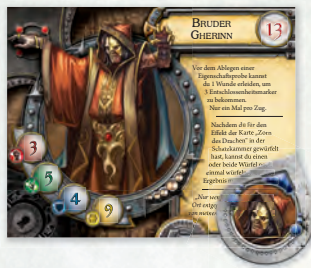 BRUDER
GHERINN
13
Vor dem Ablegen einer
Eigenschaftsprobe kannst
du 1 Wunde erleiden, um
3 Entschlossenheitsmarker
zu bekommen.
Nur ein Mal pro Zug.
Nachdem du für den
Effekt der Karte „Zorn
des Drachen“ in der
Schatzkammer gewürfelt
hast, kannst du einen
oder beide Würfel
einmal
Ergebnis
„Nur
Ort
3
5
4
9